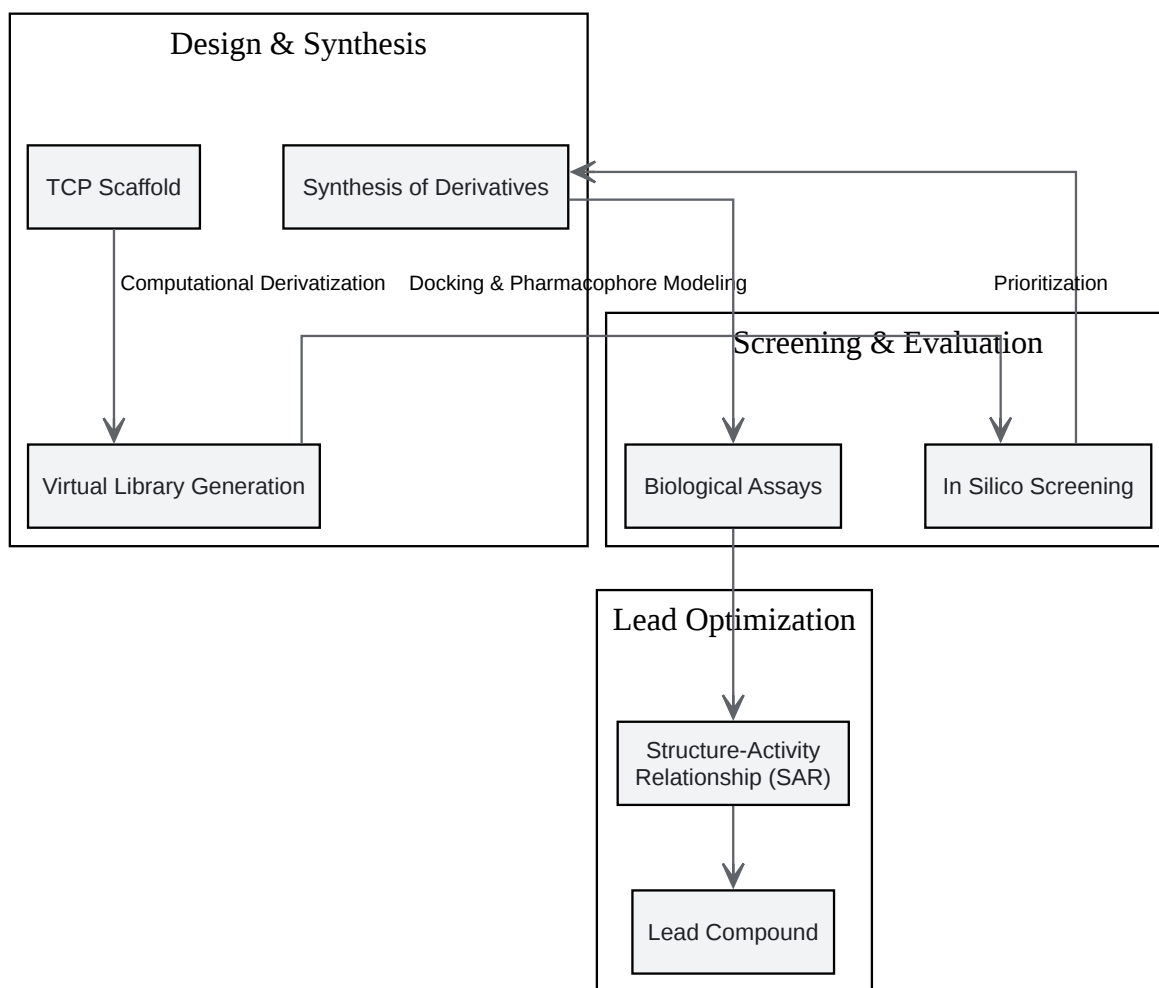 Design & Synthesis
TCP Scaffold
Synthesis of Derivatives
Computational Derivatization
Docking & Pharmacophore Modeling
Prioritization
Screening & Evaluation
Virtual Library Generation
Biological Assays
In Silico Screening
Lead Optimization
Structure-Activity
Relationship (SAR)
Lead Compound